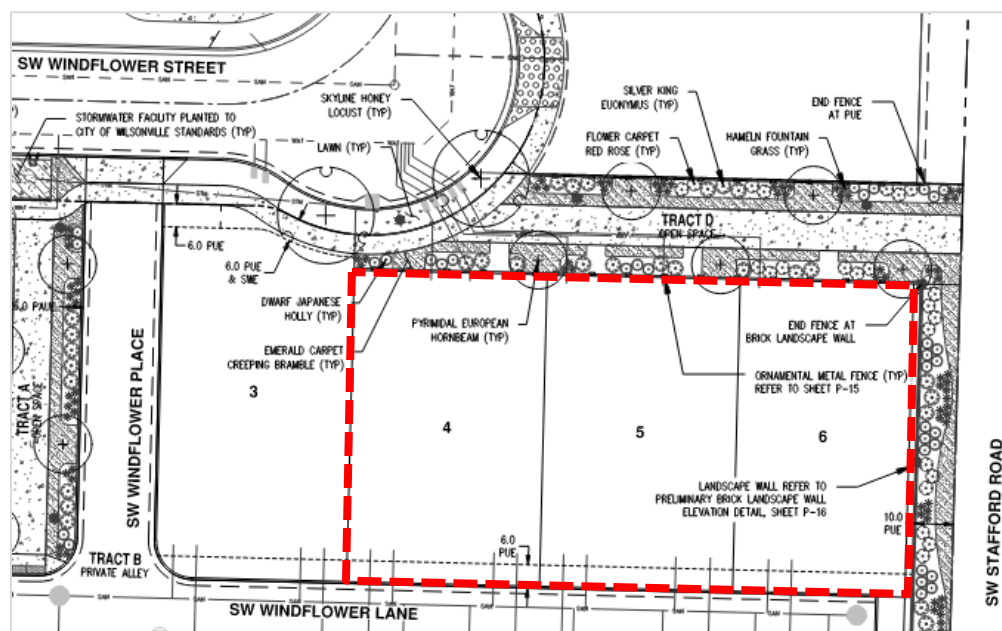 SW WINDFLOWER STREET
STORMWATER FACILITY PLANTED TO
CITY OF WILSONVILLE STANDARDS (TYP)
SKYLINE HONEY
LOCUST (TYP)
LAWN (TYP)
SILVER KING
EUONYMUS (TYP)
FLOWER CARPET
RED ROSE (TYP)
END FENCE
AT PUE
HAMELN FOUNTAIN
GRASS (TYP)
TRACT D
OPEN SPACE
6.0 PUE
6.0 PUE
& SWE
6.0 PAUE
DWARF JAPANESE
HOLLY (TYP)
EMERALD CARPET
CREEPING BRAMBLE (TYP)
PYRIMIDAL EUROPEAN
HORNBEAM (TYP)
END FENCE AT
BRICK LANDSCAPE WALL
ORNAMENTAL METAL FENCE (TYP)
REFER TO SHEET P-15
TRACT A
OPEN SPACE
SW WINDFLOWER PLACE
3
4
5
6
LANDSCAPE WALL REFER TO
PRELIMINARY BRICK LANDSCAPE WALL
ELEVATION DETAIL, SHEET P-16
10.0
PUE
6.0
PUE
SW STAFFORD ROAD
TRACT B
PRIVATE ALLEY
SW WINDFLOWER LANE